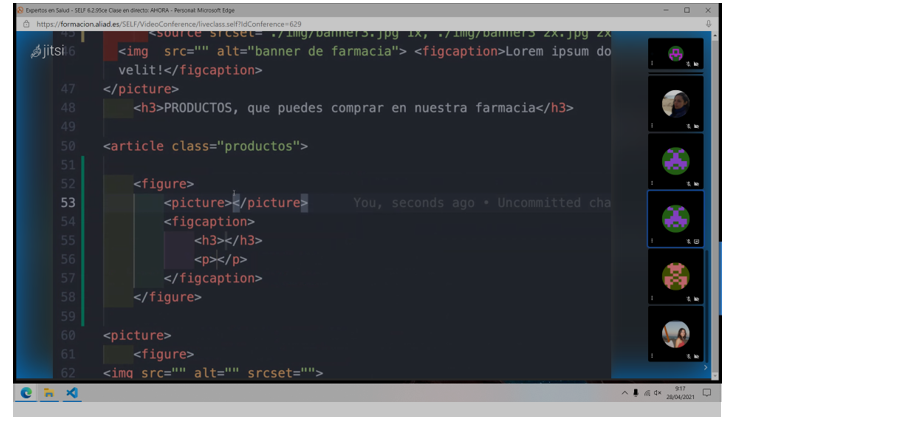 Expertos en Salud - SELF 6.2.95ce Clase en directo: AHORA - Personal: Microsoft Edge
https://formacion.aliad.es/SELF/VideoConference/liveclass.self?idConference=629
jitsi
45 <source srcset="./img/banner3.jpg 1x, ./img/banner3 2x.jpg 2x
46 <img src="" alt="banner de farmacia"> <figcaption>Lorem ipsum do
velit!</figcaption>
47 </picture>
48 <h3>PRODUCTOS, que puedes comprar en nuestra farmacia</h3>
49
50 <article class="productos">
51
52 <figure>
53 <picture></picture> You, seconds ago • Uncommitted cha
54 <figcaption>
55 <h3></h3>
56 <p></p>
57 </figcaption>
58 </figure>
59
60 <picture>
61 <figure>
62 <img src="" alt="" srcset="">
9:17
28/04/2021